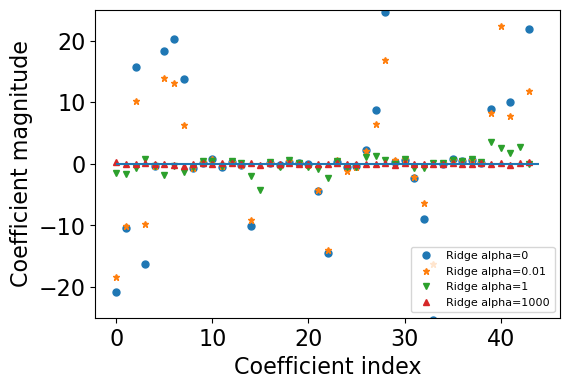 Coefficient magnitude
20
10
0
−10
−20
0
10
20
30
40
Coefficient index
Ridge alpha=0
Ridge alpha=0.01
Ridge alpha=1
Ridge alpha=1000